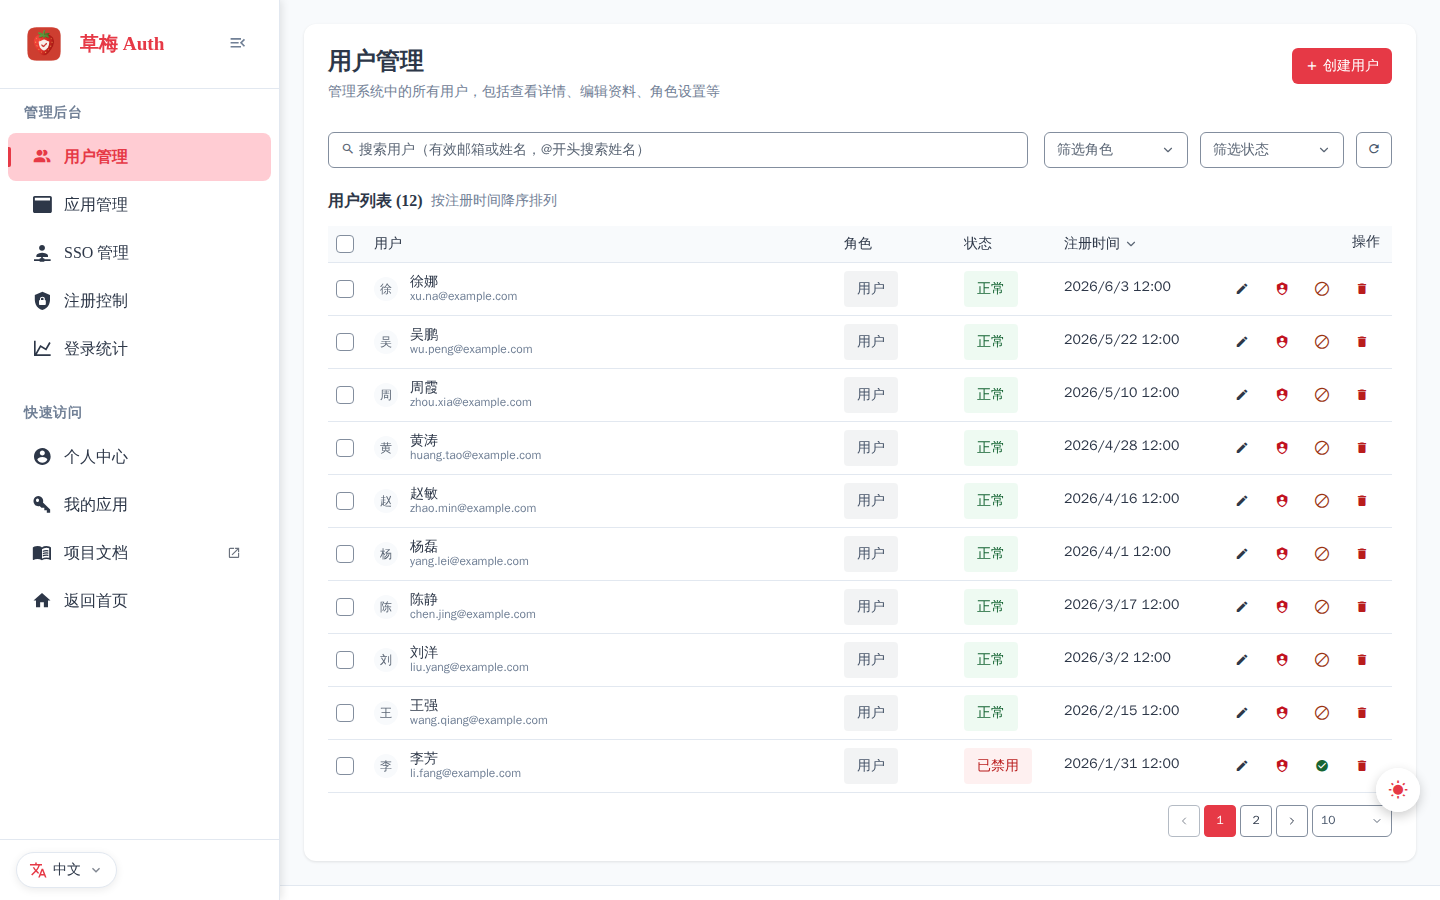 草梅 Auth
管理后台
用户管理
应用管理
SSO 管理
注册控制
登录统计
快速访问
个人中心
我的应用
项目文档
返回首页
中文
用户管理
管理系统中的所有用户，包括查看详情、编辑资料、角色设置等
创建用户
搜索用户（有效邮箱或姓名，@开头搜索姓名）
筛选角色
筛选状态
用户列表 (12) 按注册时间降序排列
用户 角色 状态 注册时间 操作
徐 徐娜 用户 正常 2026/6/3 12:00
xu.na@example.com
吴 吴鹏 用户 正常 2026/5/22 12:00
wu.peng@example.com
周 周霞 用户 正常 2026/5/10 12:00
zhou.xia@example.com
黄 黄涛 用户 正常 2026/4/28 12:00
huang.tao@example.com
赵 赵敏 用户 正常 2026/4/16 12:00
zhao.min@example.com
杨 杨磊 用户 正常 2026/4/1 12:00
yang.lei@example.com
陈 陈静 用户 正常 2026/3/17 12:00
chen.jing@example.com
刘 刘洋 用户 正常 2026/3/2 12:00
liu.yang@example.com
王 王强 用户 正常 2026/2/15 12:00
wang.qiang@example.com
李 李芳 用户 已禁用 2026/1/31 12:00
li.fang@example.com
1 2 10